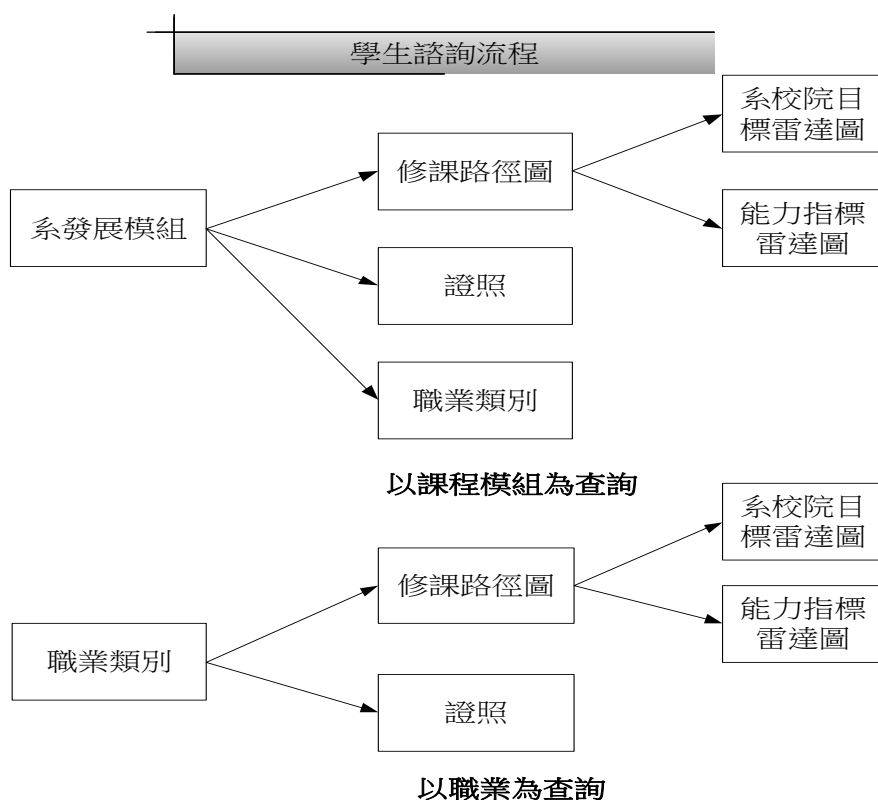 學生諮詢流程
系校院目
標雷達圖
修課路徑圖
系發展模組
能力指標
雷達圖
證照
職業類別
以課程模組為查詢
系校院目
標雷達圖
修課路徑圖
能力指標
雷達圖
職業類別
證照
以職業為查詢